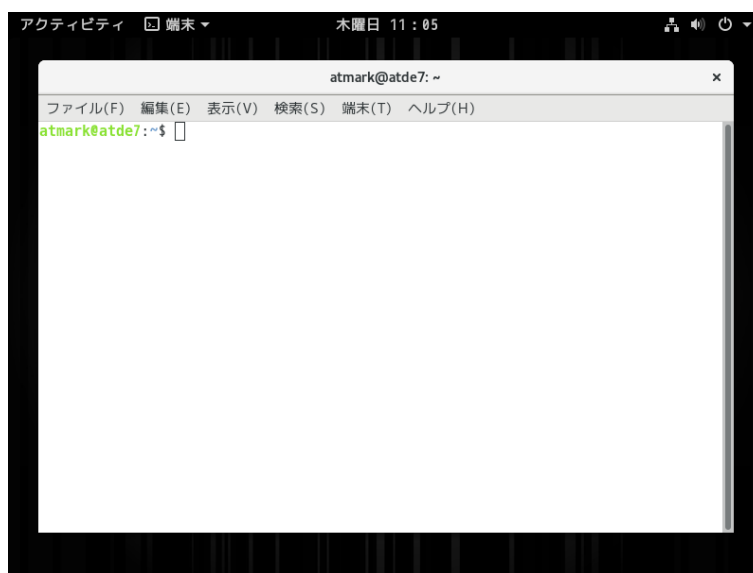 アクティビティ 端末 木曜日 11：05
atmark@atde7: ~ ×
ファイル(F) 編集(E) 表示(V) 検索(S) 端末(T) ヘルプ(H)
atmark@atde7:~$